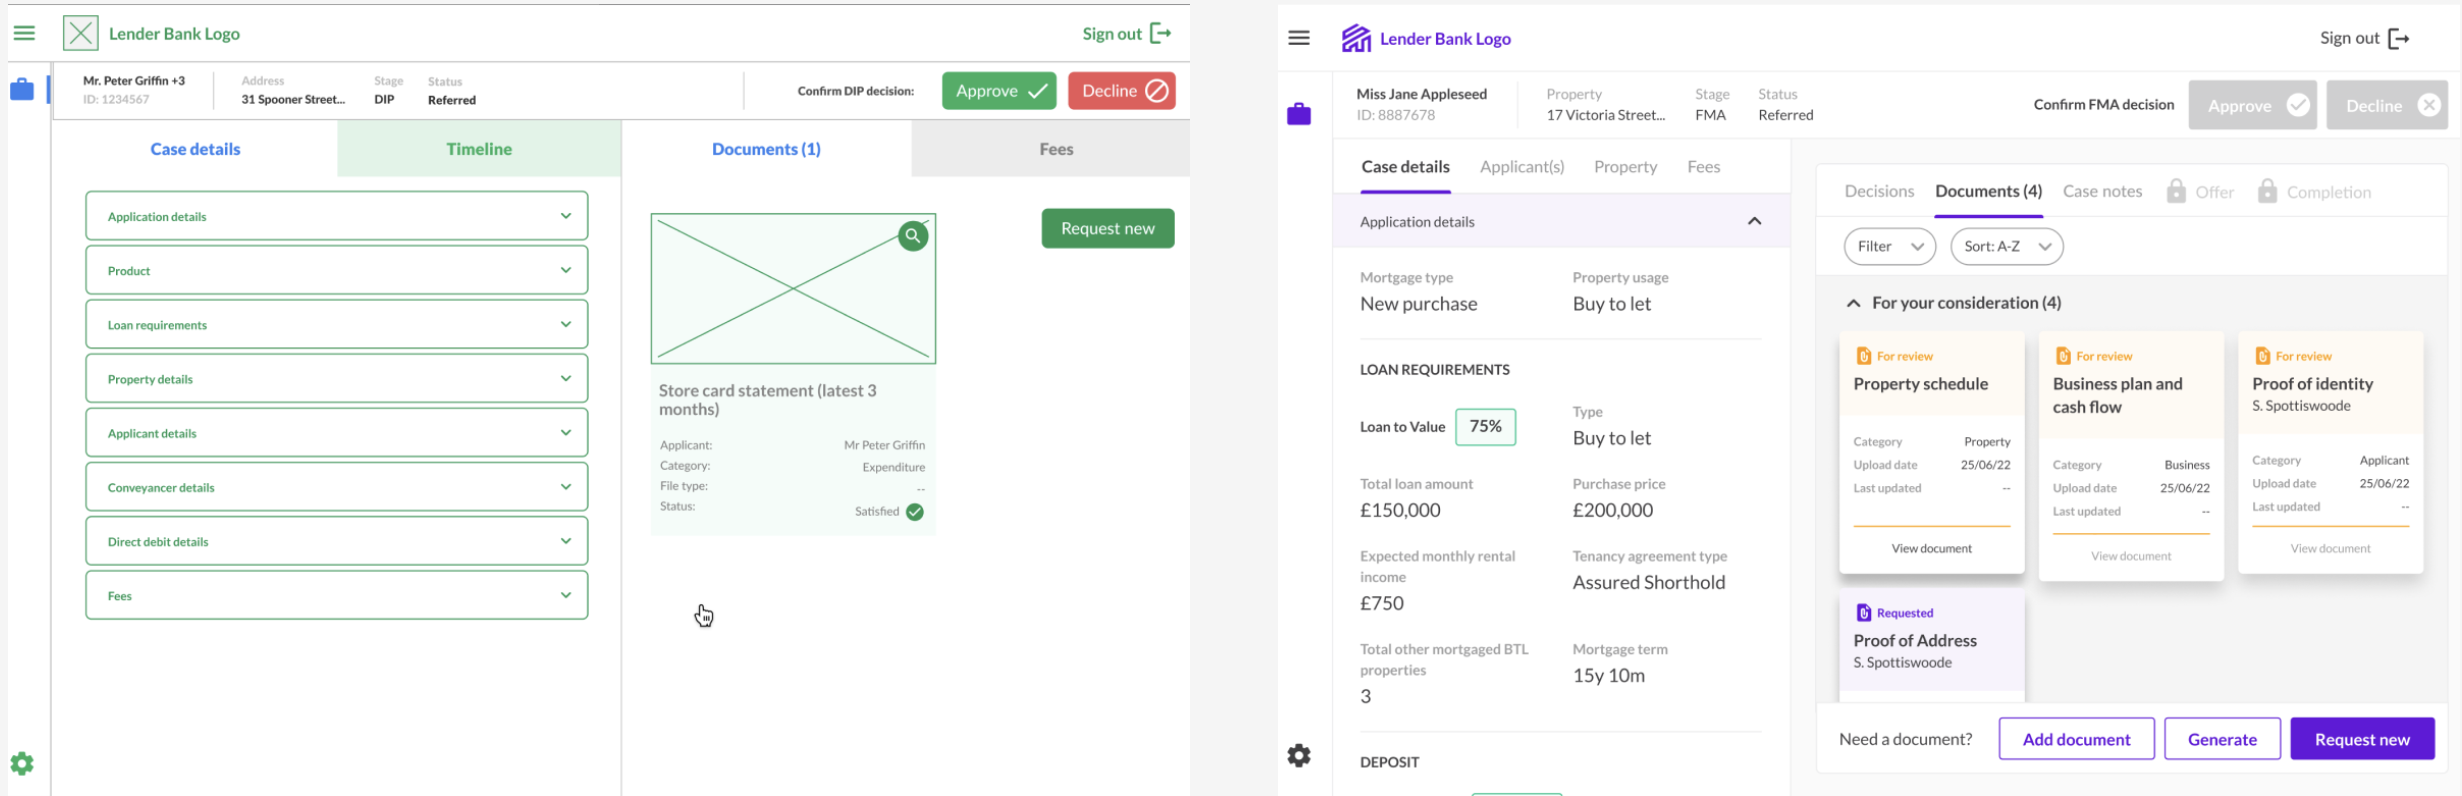 Lender Bank Logo
Sign out
Mr. Peter Griffin +3
ID: 1234567
Address
31 Spooner Street...
Stage
DIP
Status
Referred
Confirm DIP decision:
Approve
Decline
Case details
Timeline
Documents (1)
Fees
Application details
Product
Loan requirements
Property details
Applicant details
Conveyancer details
Direct debit details
Fees
Request new
Store card statement (latest 3
months)
Applicant: Mr Peter Griffin
Category: Expenditure
File type: --
Status: Satisfied
Lender Bank Logo
Sign out
Miss Jane Appleseed
ID: 8887678
Property
17 Victoria Street...
Stage
FMA
Status
Referred
Confirm FMA decision
Approve
Decline
Case details
Applicant(s)
Property
Fees
Application details
Mortgage type
New purchase
Property usage
Buy to let
LOAN REQUIREMENTS
Loan to Value 75%
Type
Buy to let
Total loan amount
£150,000
Purchase price
£200,000
Expected monthly rental
income
£750
Tenancy agreement type
Assured Shorthold
Total other mortgaged BTL
properties
3
Mortgage term
15y 10m
DEPOSIT
Decisions
Documents (4)
Case notes
Offer
Completion
Filter
Sort: A-Z
For your consideration (4)
For review
Property schedule
Category Property
Upload date 25/06/22
Last updated --
View document
For review
Business plan and
cash flow
Category Business
Upload date 25/06/22
Last updated --
View document
For review
Proof of identity
S. Spottiswoode
Category Applicant
Upload date 25/06/22
Last updated --
View document
Requested
Proof of Address
S. Spottiswoode
Need a document?
Add document
Generate
Request new